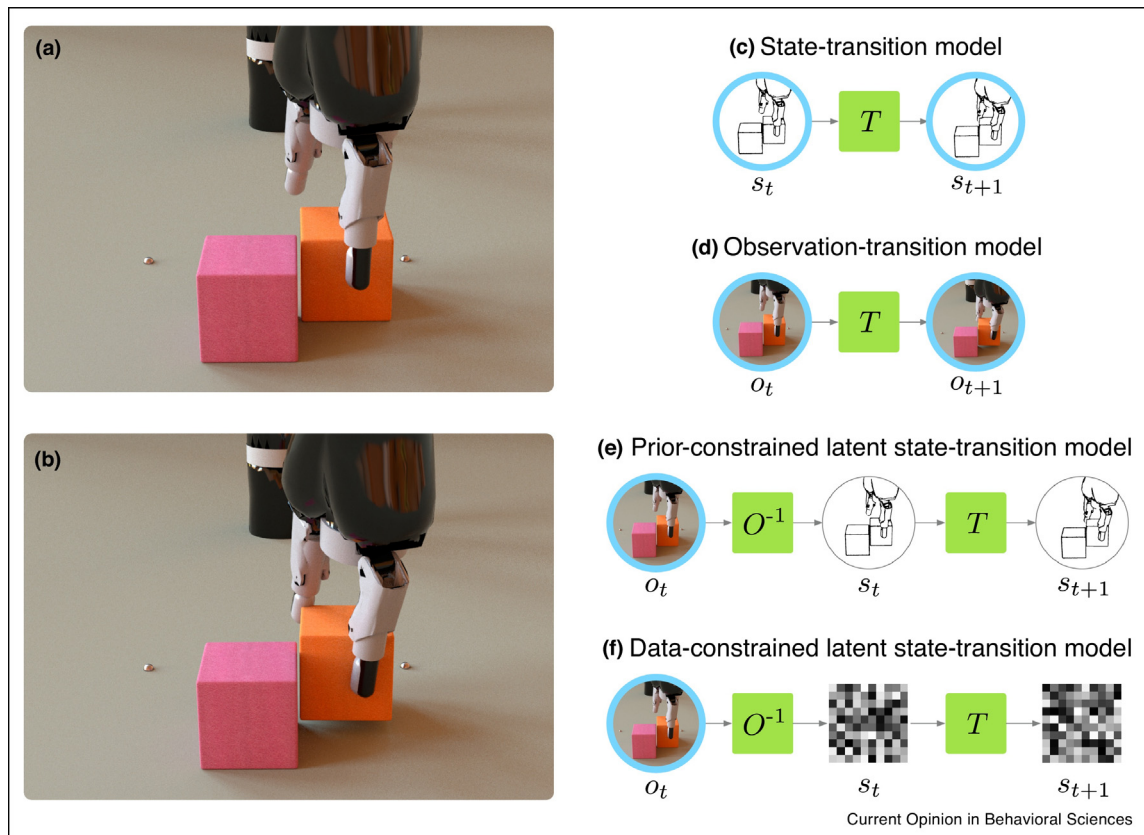 (a)
(b)
(c) State-transition model
T
s_t
s_{t+1}
(d) Observation-transition model
T
o_t
o_{t+1}
(e) Prior-constrained latent state-transition model
O^{-1}
T
o_t
s_t
s_{t+1}
(f) Data-constrained latent state-transition model
O^{-1}
T
o_t
s_t
s_{t+1}
Current Opinion in Behavioral Sciences